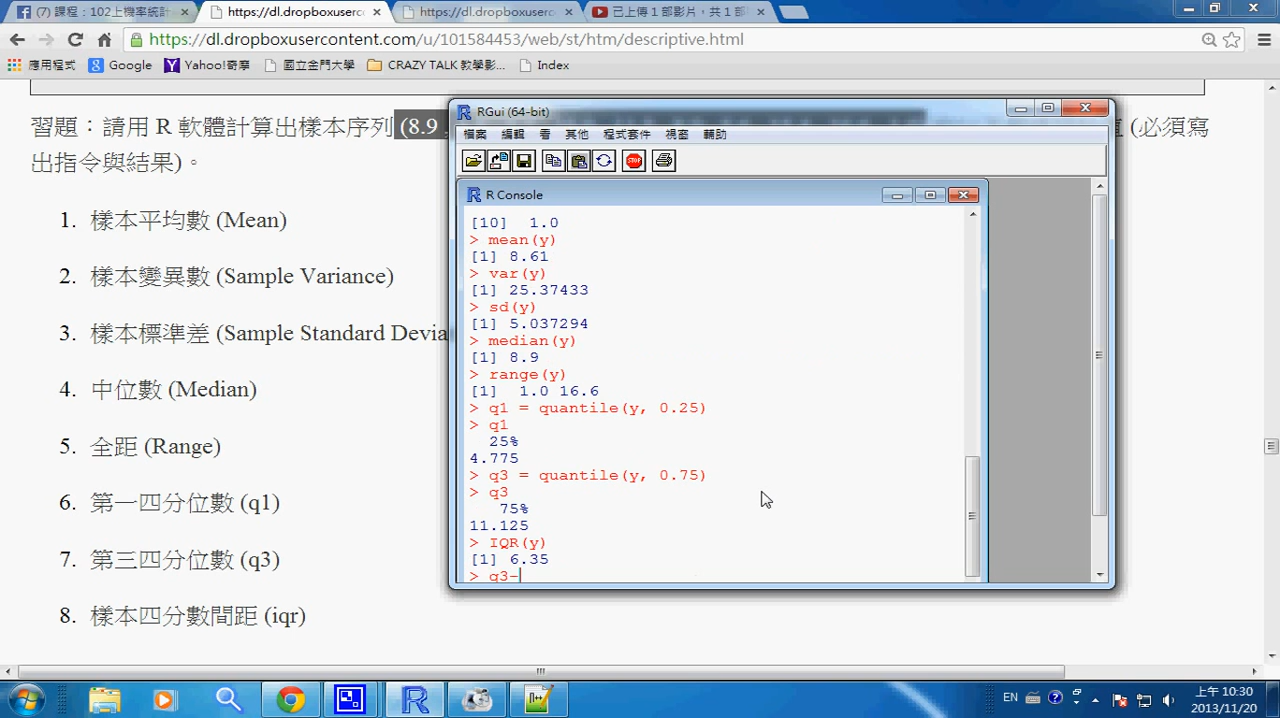 (7) 課程：102上機率統計
https://dl.dropboxuserc
https://dl.dropboxuserc
已上傳 1 部影片，共 1 部
https://dl.dropboxusercontent.com/u/101584453/web/st/htm/descriptive.html
應用程式 Google Yahoo!奇摩 國立金門大學 CRAZY TALK 教學影... Index
習題：請用 R 軟體計算出樣本序列 (8.9 (必須寫
出指令與結果)。
1. 樣本平均數 (Mean)
2. 樣本變異數 (Sample Variance)
3. 樣本標準差 (Sample Standard Devia
4. 中位數 (Median)
5. 全距 (Range)
6. 第一四分位數 (q1)
7. 第三四分位數 (q3)
8. 樣本四分數間距 (iqr)
RGui (64-bit)
檔案 編輯 看 其他 程式套件 視窗 輔助
STOP
R Console
[10] 1.0
> mean(y)
[1] 8.61
> var(y)
[1] 25.37433
> sd(y)
[1] 5.037294
> median(y)
[1] 8.9
> range(y)
[1] 1.0 16.6
> q1 = quantile(y, 0.25)
> q1
25%
4.775
> q3 = quantile(y, 0.75)
> q3
75%
11.125
> IQR(y)
[1] 6.35
> q3-
EN
上午 10:30
2013/11/20